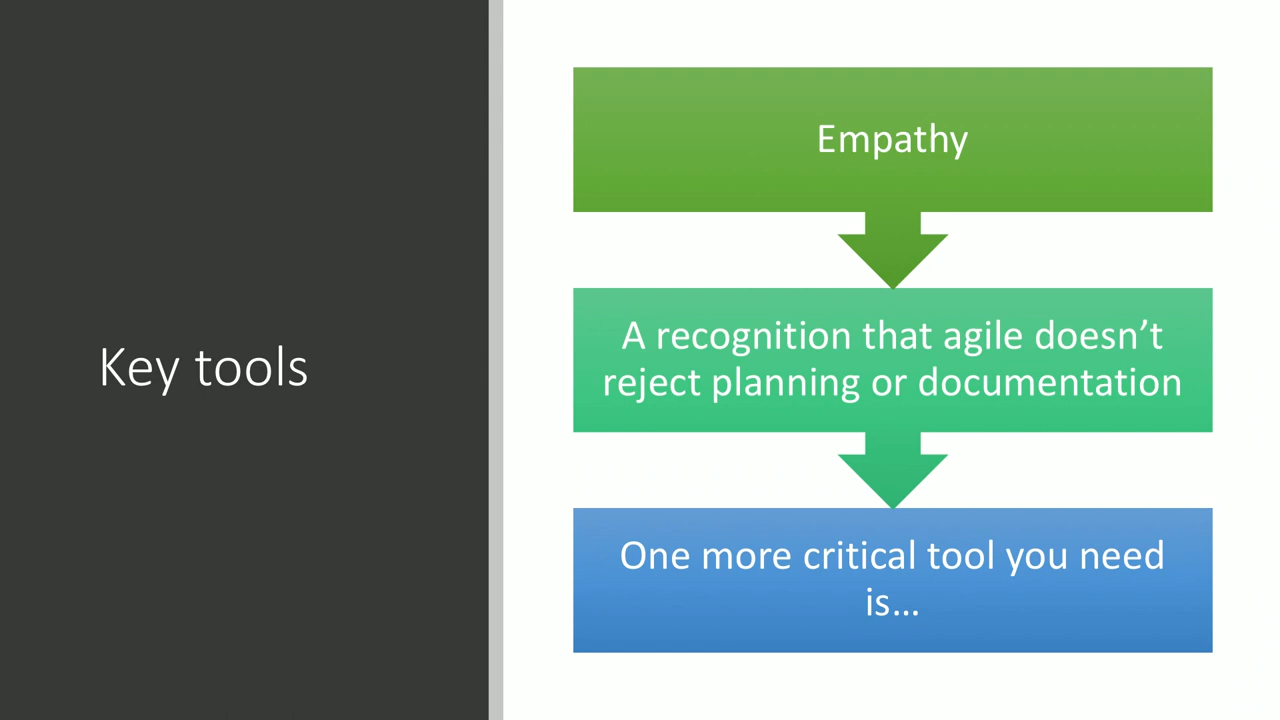 Key tools
Empathy
A recognition that agile doesn’t
reject planning or documentation
One more critical tool you need
is…